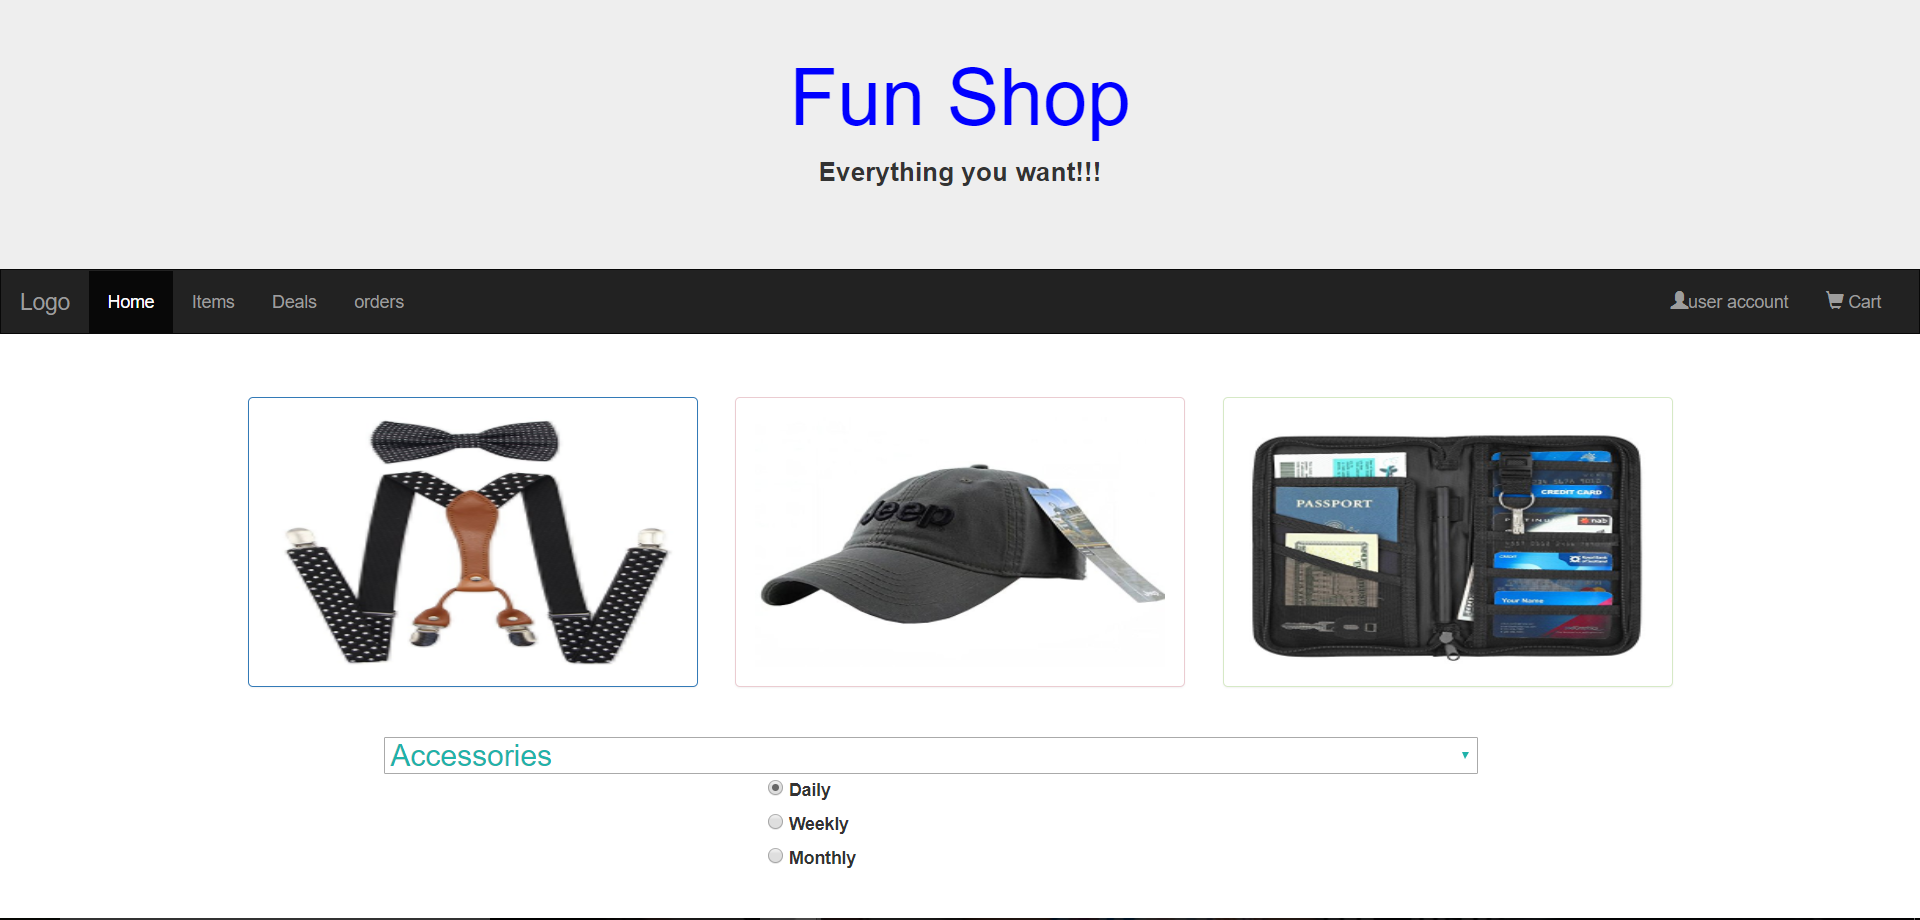 Fun Shop
Everything you want!!!
Logo Home Items Deals orders user account Cart
Jeep
PASSPORT
CREDIT CARD
nab
CREDIT
Your Name
Accessories
Daily
Weekly
Monthly